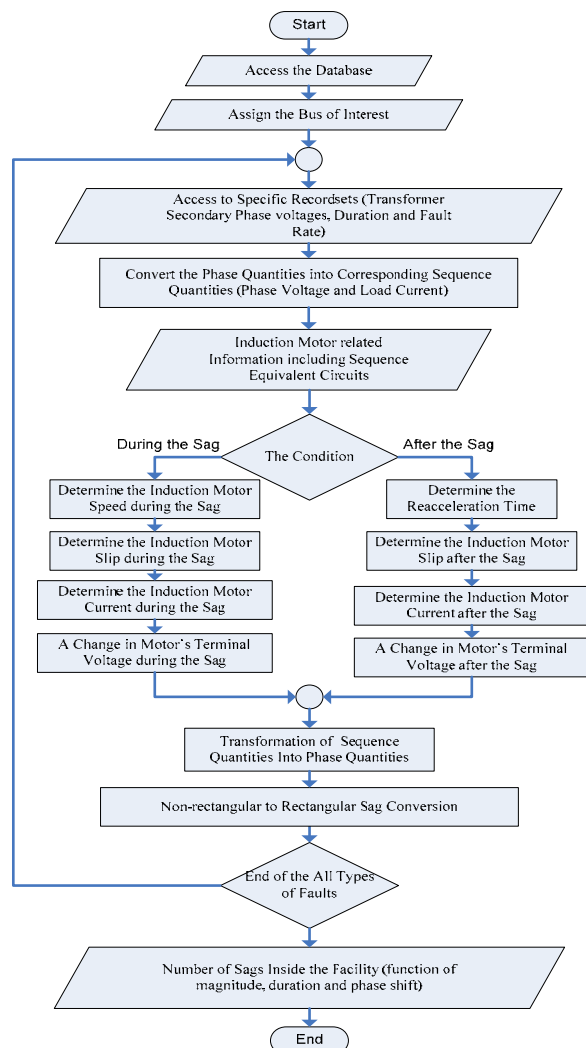 Start
Access the Database
Assign the Bus of Interest
Access to Specific Recordsets (Transformer
Secondary Phase voltages, Duration and Fault
Rate)
Convert the Phase Quantities into Corresponding Sequence
Quantities (Phase Voltage and Load Current)
Induction Motor related
Information including Sequence
Equivalent Circuits
The Condition
During the Sag
Determine the Induction Motor
Speed during the Sag
Determine the Induction Motor
Slip during the Sag
Determine the Induction Motor
Current during the Sag
A Change in Motor's Terminal
Voltage during the Sag
After the Sag
Determine the
Reacceleration Time
Determine the Induction Motor
Slip after the Sag
Determine the Induction Motor
Current after the Sag
A Change in Motor's Terminal
Voltage after the Sag
Transformation of Sequence
Quantities Into Phase Quantities
Non-rectangular to Rectangular Sag Conversion
End of the All Types
of Faults
Number of Sags Inside the Facility (function of
magnitude, duration and phase shift)
End